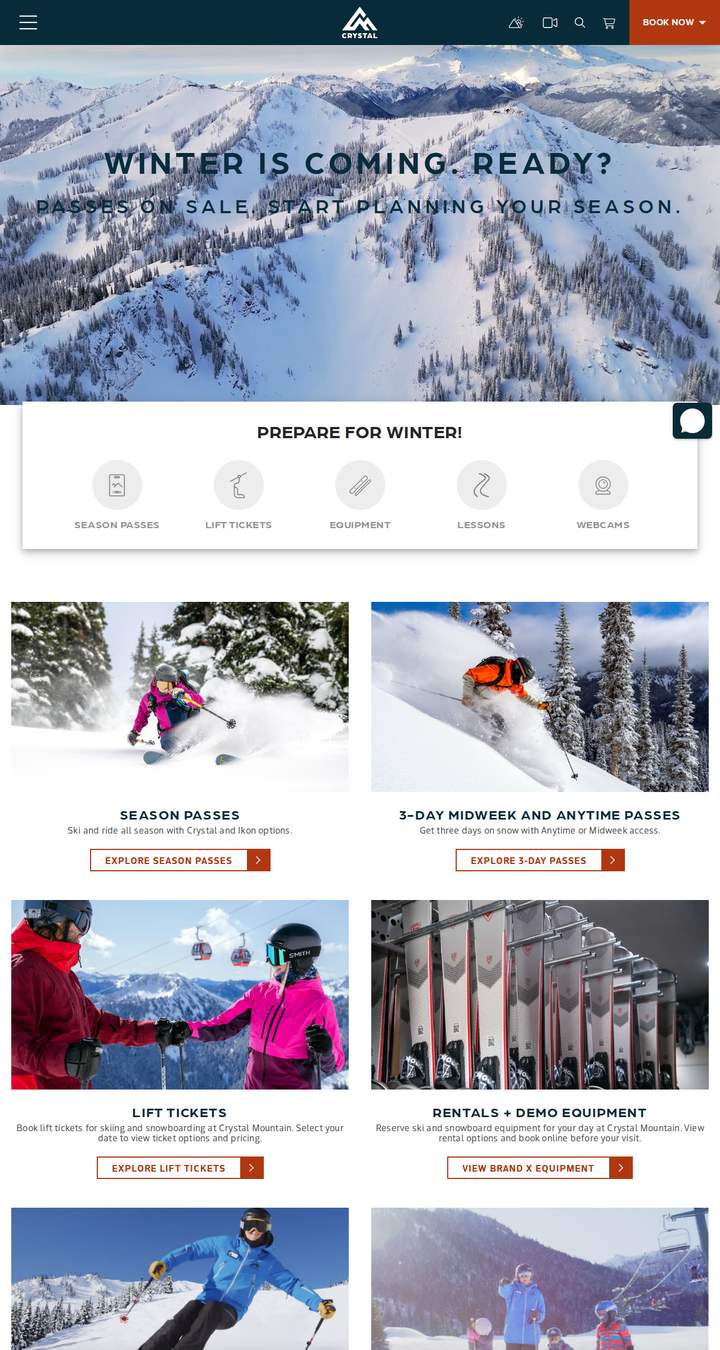 CRYSTAL
BOOK NOW
WINTER IS COMING. READY?
PASSES ON SALE. START PLANNING YOUR SEASON.
PREPARE FOR WINTER!
SEASON PASSES
LIFT TICKETS
EQUIPMENT
LESSONS
WEBCAMS
SEASON PASSES
Ski and ride all season with Crystal and Ikon options.
EXPLORE SEASON PASSES
3-DAY MIDWEEK AND ANYTIME PASSES
Get three days on snow with Anytime or Midweek access.
EXPLORE 3-DAY PASSES
SMITH
LIFT TICKETS
Book lift tickets for skiing and snowboarding at Crystal Mountain. Select your
date to view ticket options and pricing.
EXPLORE LIFT TICKETS
RENTALS + DEMO EQUIPMENT
Reserve ski and snowboard equipment for your day at Crystal Mountain. View
rental options and book online before your visit.
VIEW BRAND X EQUIPMENT